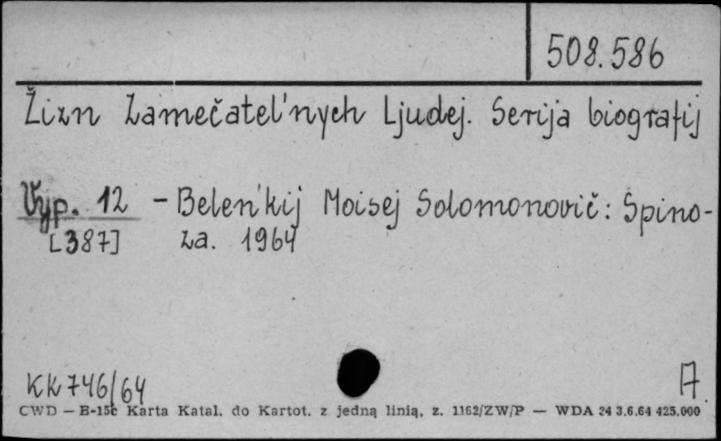 508.586
Žizn Zamečatel'nych Ljudej. Serija biografij
Vyp. 12 - Belen'kij Moisej Solomonovič: Spino-
[387] za. 1964
KK 746/64 A
CWD — B-15c Karta Katal. do Kartot. z jedną linią, z. 1162/ZW/P — WDA 24 3.6.64 425.000